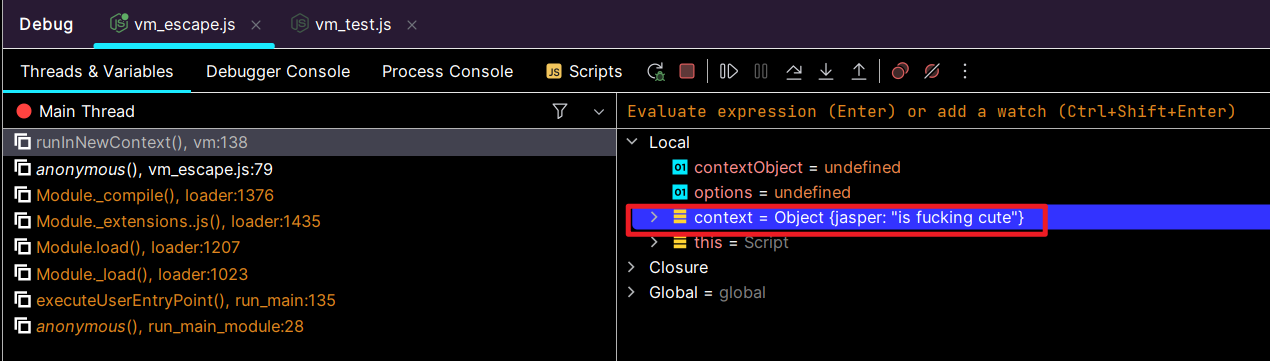 Debug vm_escape.js vm_test.js
Threads & Variables Debugger Console Process Console JS Scripts
Main Thread
Evaluate expression (Enter) or add a watch (Ctrl+Shift+Enter)
runInNewContext(), vm:138
anonymous(), vm_escape.js:79
Module._compile(), loader:1376
Module._extensions..js(), loader:1435
Module.load(), loader:1207
Module._load(), loader:1023
executeUserEntryPoint(), run_main:135
anonymous(), run_main_module:28
Local
01 contextObject = undefined
01 options = undefined
context = Object {jasper: "is fucking cute"}
this = Script
Closure
Global = global